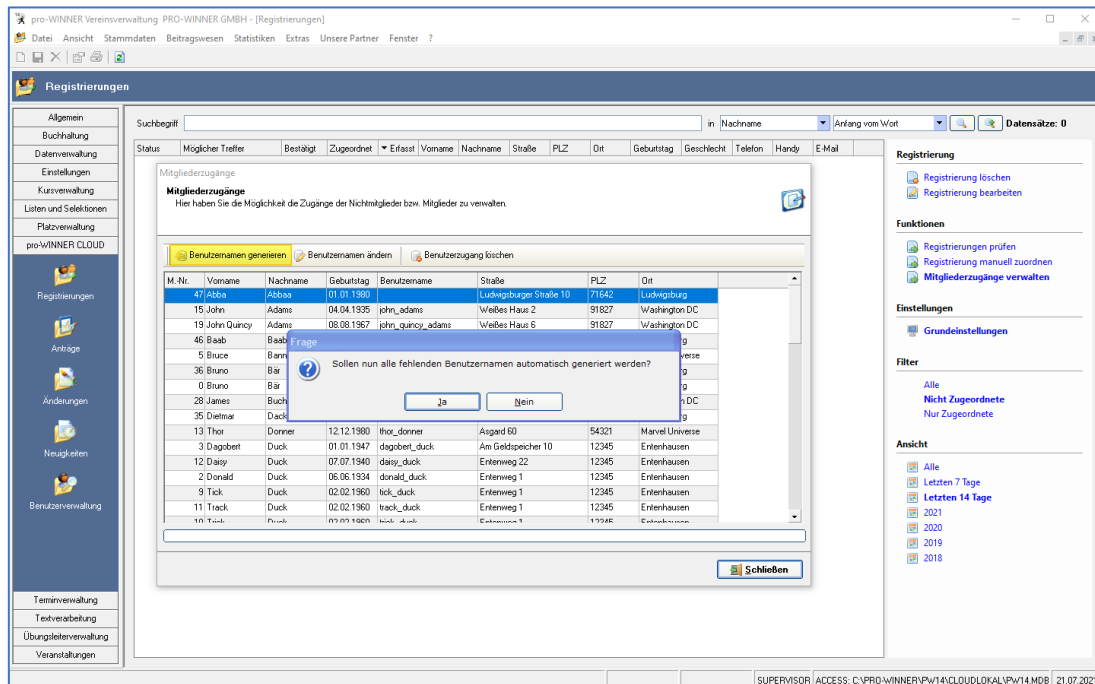 pro-WINNER Vereinsverwaltung PRO-WINNER GMBH - [Registrierungen]
Datei Ansicht Stammdaten Beitragswesen Statistiken Extras Unsere Partner Fenster ?
Registrierungen
Allgemein
Buchhaltung
Datenverwaltung
Einstellungen
Kursverwaltung
Listen und Selektionen
Platzverwaltung
pro-WINNER CLOUD
Registrierungen
Anträge
Änderungen
Neuigkeiten
Benutzerverwaltung
Terminverwaltung
Textverarbeitung
Übungsleiterverwaltung
Veranstaltungen
Suchbegriff in Nachname Anfang vom Wort Datensätze: 0
Status Möglicher Treffer Bestätigt Zugeordnet Erfasst Vorname Nachname Straße PLZ Ort Geburtstag Geschlecht Telefon Handy E-Mail
Mitgliederzugänge
Mitgliederzugänge
Hier haben Sie die Möglichkeit die Zugänge der Nichtmitglieder bzw. Mitglieder zu verwalten.
Benutzernamen generieren Benutzernamen ändern Benutzerzugang löschen
M.-Nr. Vorname Nachname Geburtstag Benutzername Straße PLZ Ort
47 Abba Abbaa 01.01.1980 Ludwigsburger Straße 10 71642 Ludwigsburg
15 John Adams 04.04.1935 john_adams Weißes Haus 2 91827 Washington DC
19 John Quincy Adams 08.08.1967 john_quincy_adams Weißes Haus 6 91827 Washington DC
46 Baab Baab
5 Bruce Bann verse
36 Bruno Bär rg
0 Bruno Bär rg
28 James Buch n DC
35 Dietmar Dack rg
13 Thor Donner 12.12.1980 thor_donner Asgard 60 54321 Marvel Universe
3 Dagobert Duck 01.01.1947 dagobert_duck Am Geldspeicher 10 12345 Entenhausen
12 Daisy Duck 07.07.1940 daisy_duck Entenweg 22 12345 Entenhausen
2 Donald Duck 06.06.1934 donald_duck Entenweg 1 12345 Entenhausen
9 Tick Duck 02.02.1960 tick_duck Entenweg 1 12345 Entenhausen
11 Track Duck 02.02.1960 track_duck Entenweg 1 12345 Entenhausen
Frage
Sollen nun alle fehlenden Benutzernamen automatisch generiert werden?
Ja Nein
Schließen
Registrierung
Registrierung löschen
Registrierung bearbeiten
Funktionen
Registrierungen prüfen
Registrierung manuell zuordnen
Mitgliederzugänge verwalten
Einstellungen
Grundeinstellungen
Filter
Alle
Nicht Zugeordnete
Nur Zugeordnete
Ansicht
Alle
Letzten 7 Tage
Letzten 14 Tage
2021
2020
2019
2018
SUPERVISOR ACCESS: C:\PRO-WINNER\PW14\CLOUDLOKAL\PW14.MDB 21.07.2021